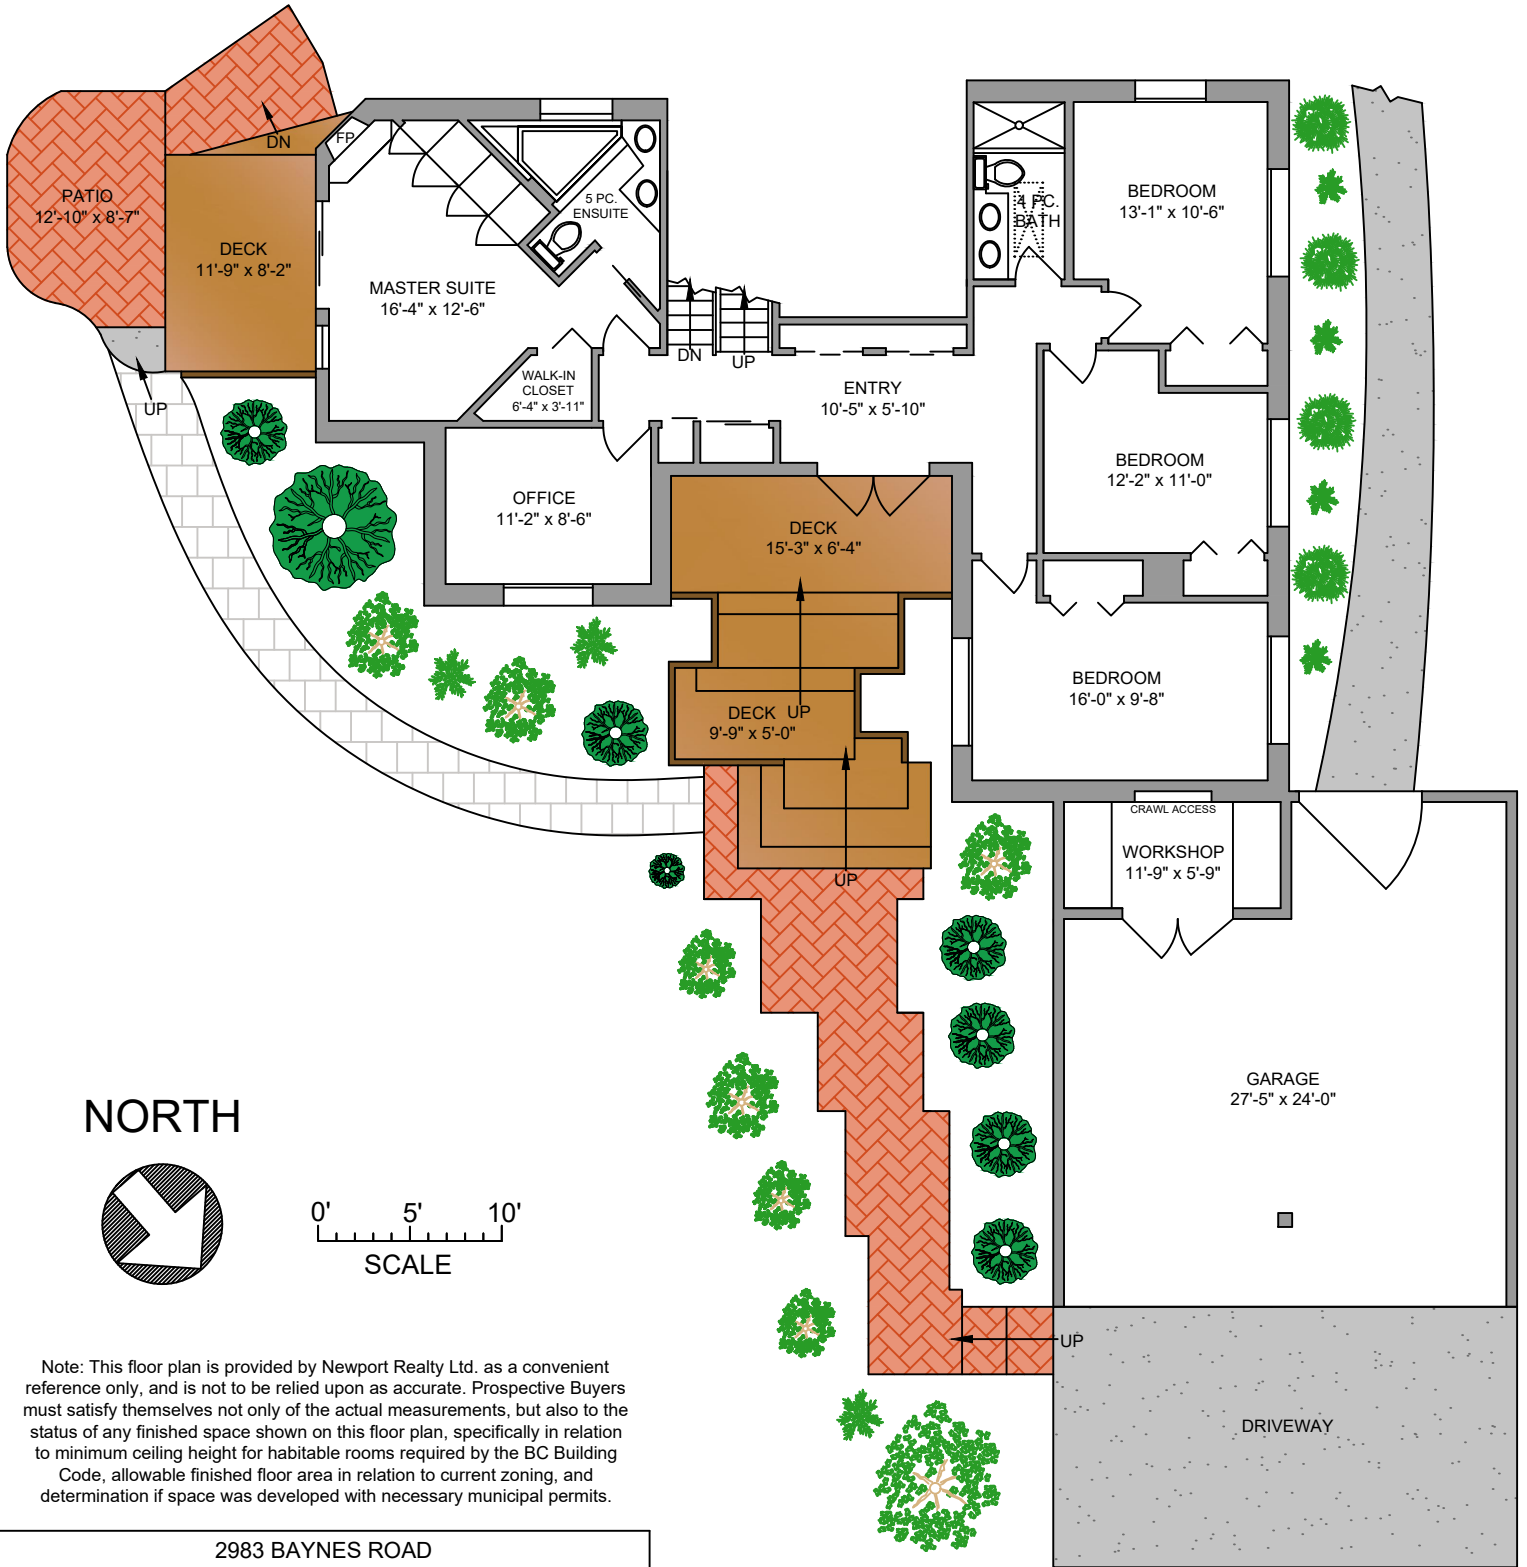 DN
FP
PATIO
12'-10" x 8'-7"
DECK
11'-9" x 8'-2"
UP
MASTER SUITE
16'-4" x 12'-6"
5 PC.
ENSUITE
WALK-IN
CLOSET
6'-4" x 3'-11"
DN
UP
ENTRY
10'-5" x 5'-10"
4 PC.
BATH
BEDROOM
13'-1" x 10'-6"
BEDROOM
12'-2" x 11'-0"
OFFICE
11'-2" x 8'-6"
DECK
15'-3" x 6'-4"
DECK
9'-9" x 5'-0"
UP
UP
BEDROOM
16'-0" x 9'-8"
CRAWL ACCESS
WORKSHOP
11'-9" x 5'-9"
GARAGE
27'-5" x 24'-0"
UP
DRIVEWAY
NORTH
0' 5' 10'
SCALE
Note: This floor plan is provided by Newport Realty Ltd. as a convenient
reference only, and is not to be relied upon as accurate. Prospective Buyers
must satisfy themselves not only of the actual measurements, but also to the
status of any finished space shown on this floor plan, specifically in relation
to minimum ceiling height for habitable rooms required by the BC Building
Code, allowable finished floor area in relation to current zoning, and
determination if space was developed with necessary municipal permits.
2983 BAYNES ROAD